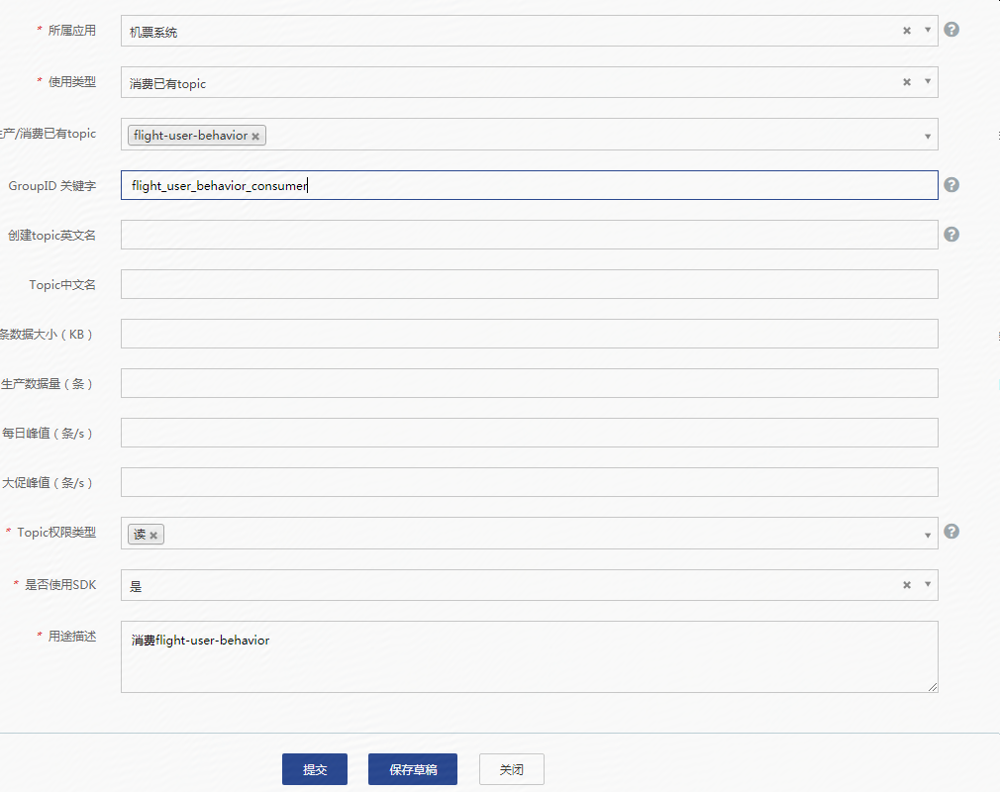 * 所属应用 机票系统
* 使用类型 消费已有topic
产/消费已有topic flight-user-behavior
GroupID 关键字 flight_user_behavior_consumer
创建topic英文名
Topic中文名
条数据大小（KB）
生产数据量（条）
每日峰值（条/s）
大促峰值（条/s）
* Topic权限类型 读
* 是否使用SDK 是
* 用途描述 消费flight-user-behavior
提交 保存草稿 关闭